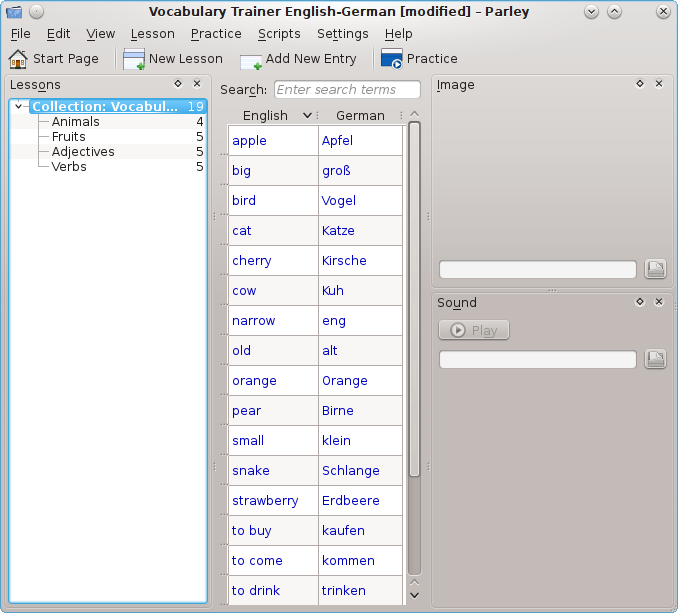 Vocabulary Trainer English-German [modified] – Parley
File Edit View Lesson Practice Scripts Settings Help
Start Page New Lesson Add New Entry Practice
Lessons
Collection: Vocabul... 19
Animals 4
Fruits 5
Adjectives 5
Verbs 5
Search: Enter search terms
English German
apple Apfel
big groß
bird Vogel
cat Katze
cherry Kirsche
cow Kuh
narrow eng
old alt
orange Orange
pear Birne
small klein
snake Schlange
strawberry Erdbeere
to buy kaufen
to come kommen
to drink trinken
Image
Sound
Play